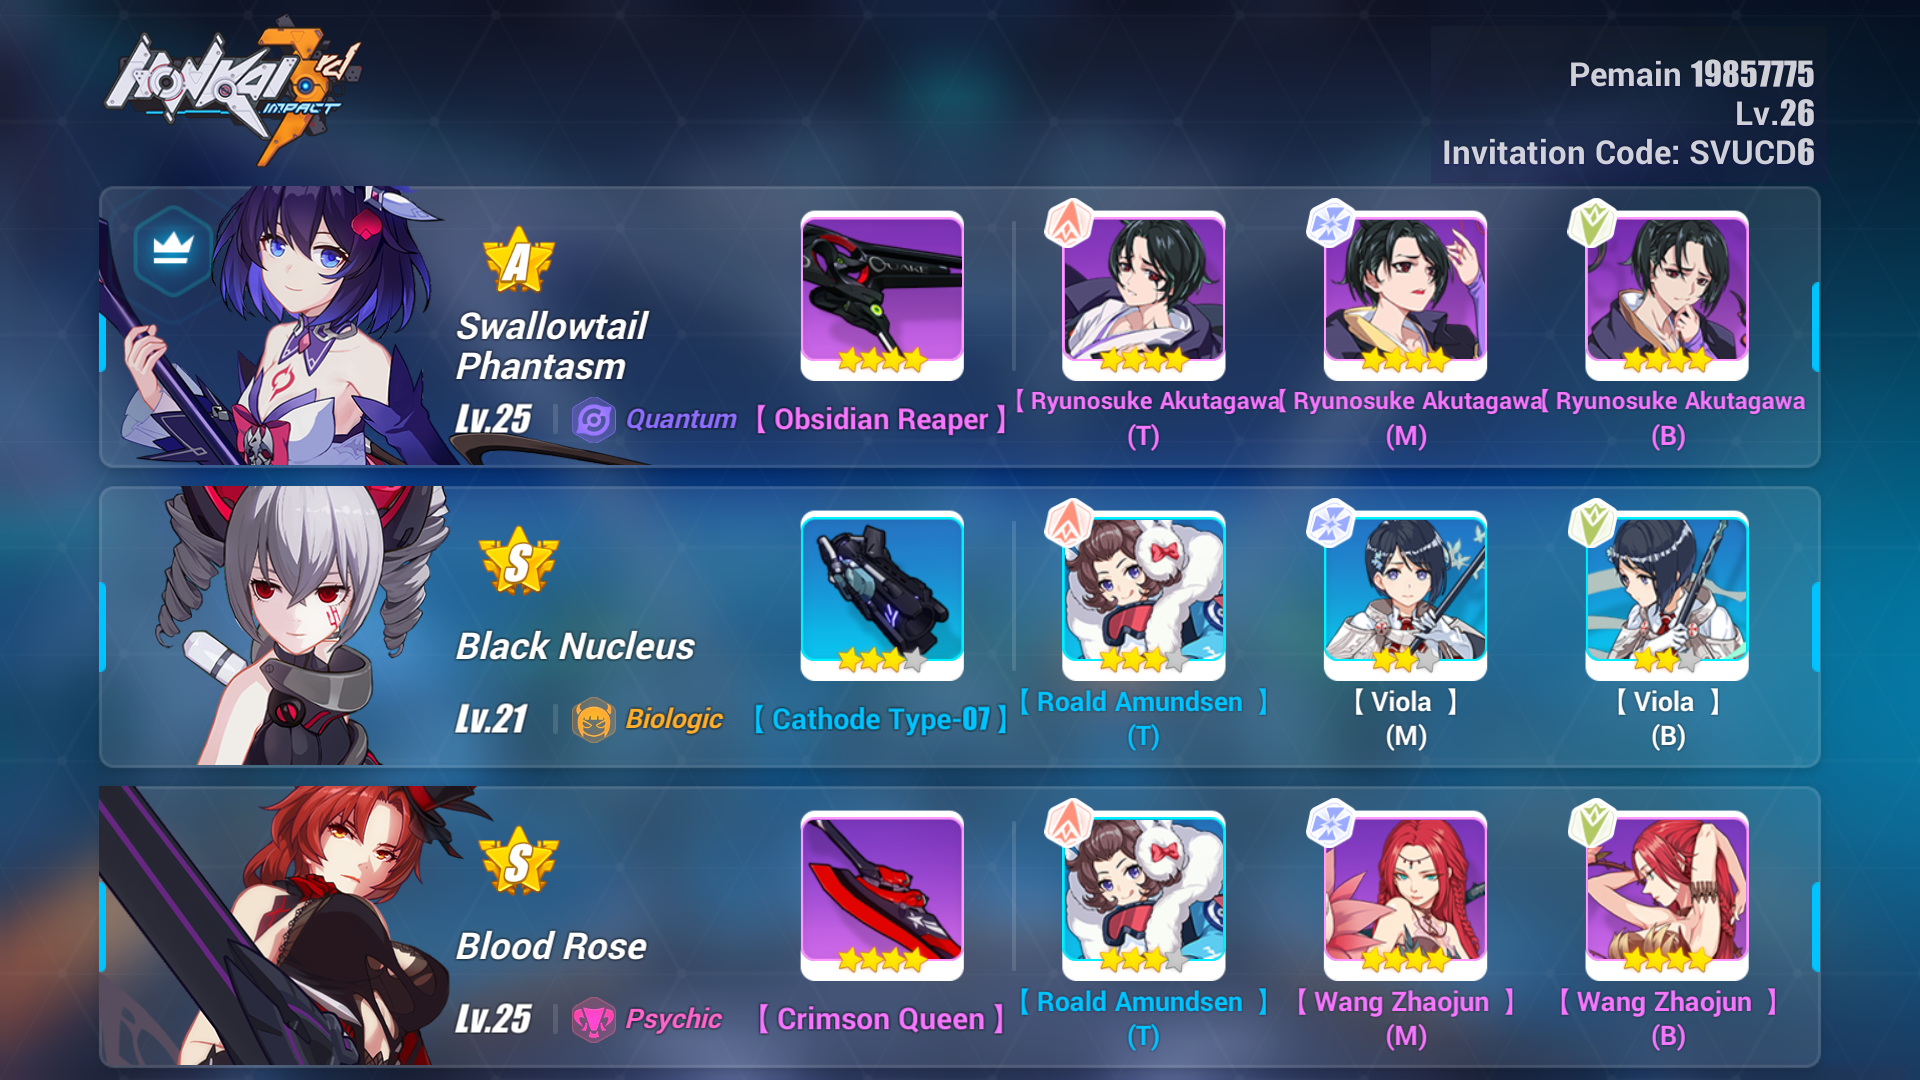 HONKAI 3rd
IMPACT
Pemain 19857775
Lv.26
Invitation Code: SVUCD6
A
Swallowtail
Phantasm
Lv.25
Quantum
【 Obsidian Reaper 】
QUAKE
【 Ryunosuke Akutagawa
(T)
【 Ryunosuke Akutagawa
(M)
【 Ryunosuke Akutagawa
(B)
S
Black Nucleus
Lv.21
Biologic
【 Cathode Type-07 】
【 Roald Amundsen 】
(T)
【 Viola 】
(M)
【 Viola 】
(B)
S
Blood Rose
Lv.25
Psychic
【 Crimson Queen 】
【 Roald Amundsen 】
(T)
【 Wang Zhaojun 】
(M)
【 Wang Zhaojun 】
(B)